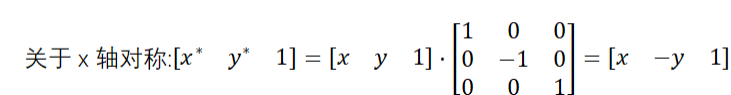 关于 x 轴对称:[x* y* 1] = [x y 1] · [1 0 0; 0 −1 0; 0 0 1] = [x −y 1]